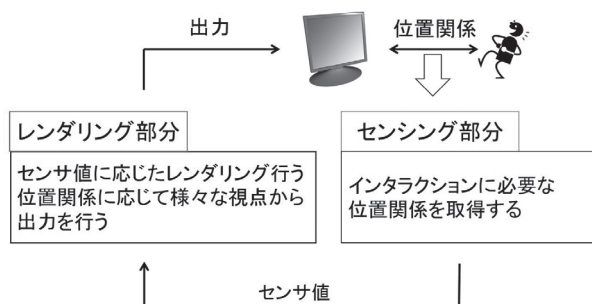 出力
位置関係
レンダリング部分
センサ値に応じたレンダリング行う
位置関係に応じて様々な視点から
出力を行う
センシング部分
インタラクションに必要な
位置関係を取得する
センサ値